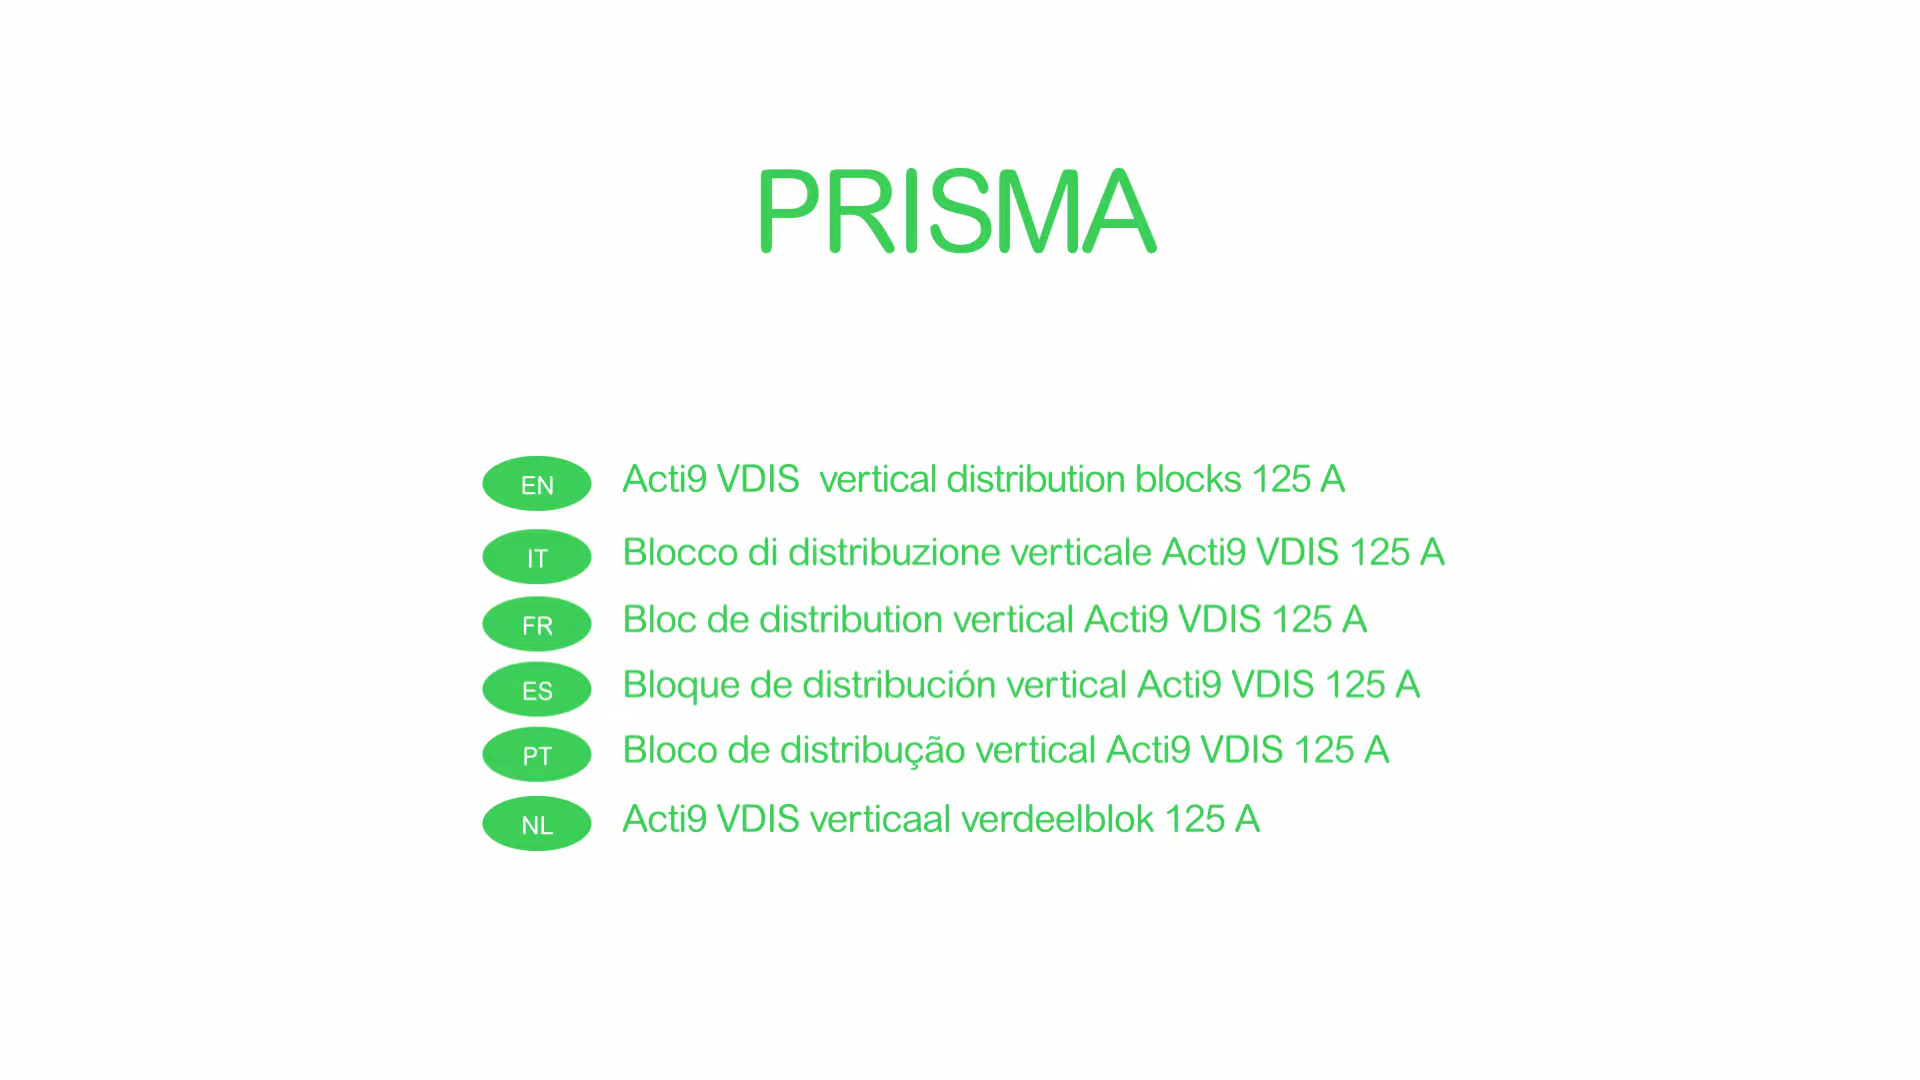 PRISMA
EN Acti9 VDIS  vertical distribution blocks 125 A
IT Blocco di distribuzione verticale Acti9 VDIS 125 A
FR Bloc de distribution vertical Acti9 VDIS 125 A
ES Bloque de distribución vertical Acti9 VDIS 125 A
PT Bloco de distribução vertical Acti9 VDIS 125 A
NL Acti9 VDIS verticaal verdeelblok 125 A